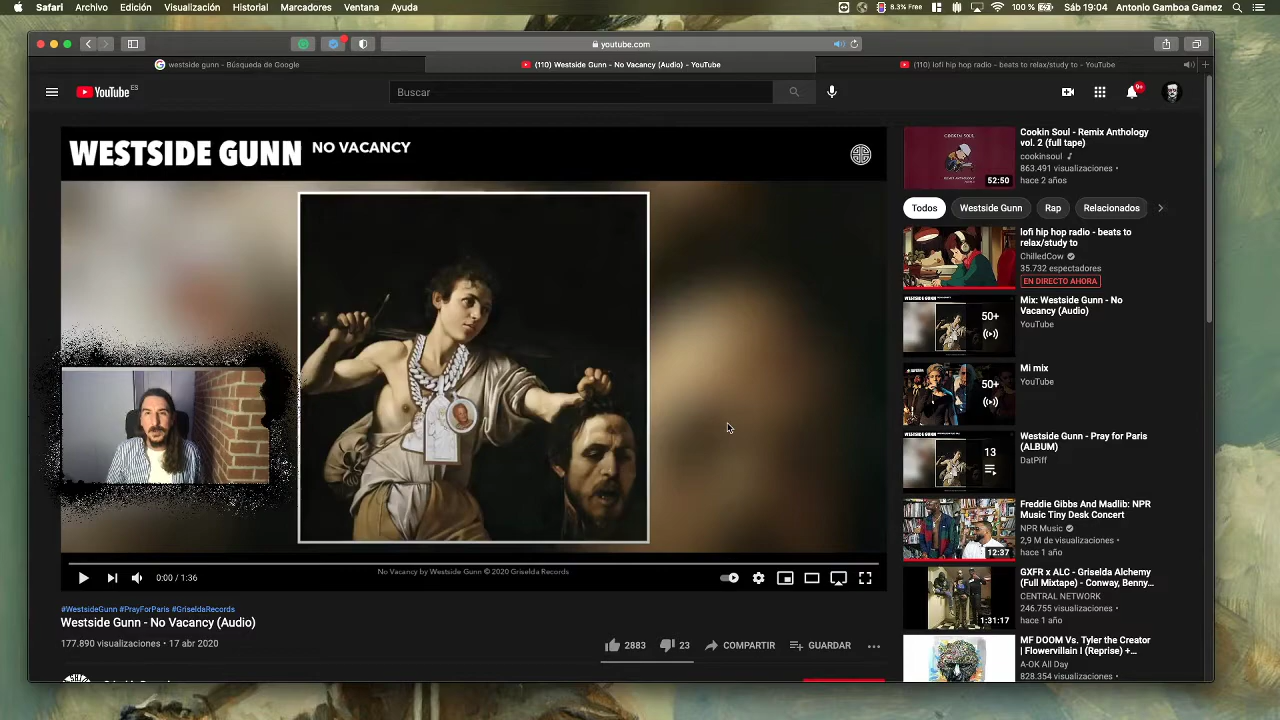 Safari Archivo Edición Visualización Historial Marcadores Ventana Ayuda
8.3% Free 100 % Sáb 19:04 Antonio Gamboa Gamez
youtube.com
westside gunn - Búsqueda de Google
(110) Westside Gunn - No Vacancy (Audio) - YouTube
(110) lofi hip hop radio - beats to relax/study to - YouTube
YouTube ES
Buscar
9+
WESTSIDE GUNN NO VACANCY
0:00 / 1:36
No Vacancy by Westside Gunn © 2020 Griselda Records
#WestsideGunn #PrayForParis #GriseldaRecords
Westside Gunn - No Vacancy (Audio)
177.890 visualizaciones • 17 abr 2020
2883 23 COMPARTIR GUARDAR
COOKIN SOUL
52:50
Cookin Soul - Remix Anthology
vol. 2 (full tape)
cookinsoul
863.491 visualizaciones •
hace 2 años
Todos Westside Gunn Rap Relacionados
lofi hip hop radio - beats to
relax/study to
ChilledCow
35.732 espectadores
EN DIRECTO AHORA
50+
Mix: Westside Gunn - No
Vacancy (Audio)
YouTube
50+
Mi mix
YouTube
13
Westside Gunn - Pray for Paris
(ALBUM)
DatPiff
12:37
Freddie Gibbs And Madlib: NPR
Music Tiny Desk Concert
NPR Music
2,9 M de visualizaciones •
hace 1 año
1:31:17
GXFR x ALC - Griselda Alchemy
(Full Mixtape) - Conway, Benny...
CENTRAL NETWORK
246.755 visualizaciones •
hace 1 año
MF DOOM Vs. Tyler the Creator
| Flowervillain I (Reprise) +...
A-OK All Day
828.354 visualizaciones •